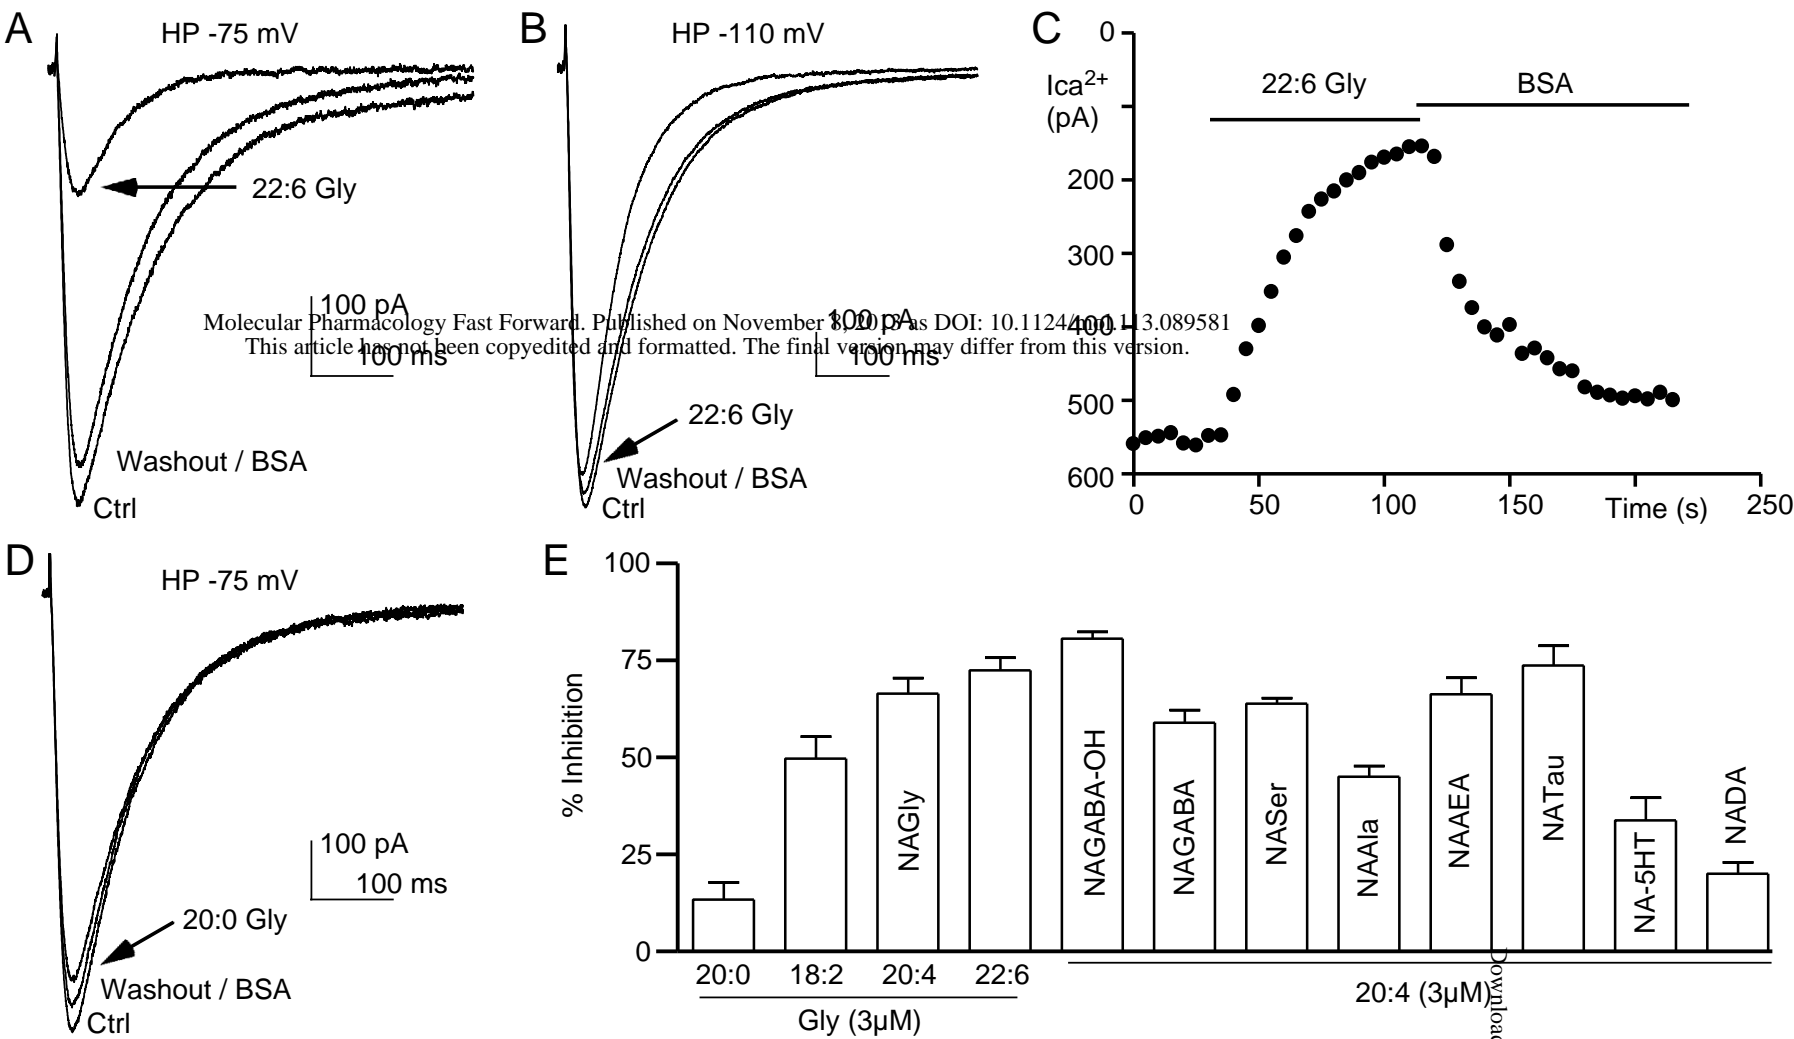 A
HP -75 mV
22:6 Gly
100 pA
100 ms
Washout / BSA
Ctrl
B
HP -110 mV
100 pA
100 ms
22:6 Gly
Washout / BSA
Ctrl
C
Ica2+
(pA)
22:6 Gly
BSA
0
200
300
400
500
600
0
50
100
150
Time (s)
250
Molecular Pharmacology Fast Forward. Published on November 8, 2013 as DOI: 10.1124/mol.113.089581
This article has not been copyedited and formatted. The final version may differ from this version.
D
HP -75 mV
100 pA
100 ms
20:0 Gly
Washout / BSA
Ctrl
E
% Inhibition
100
75
50
25
0
NAGly
NAGABA-OH
NAGABA
NASer
NAAla
NAAEA
NATau
NA-5HT
NADA
20:0 18:2 20:4 22:6
Gly (3µM)
20:4 (3µM)